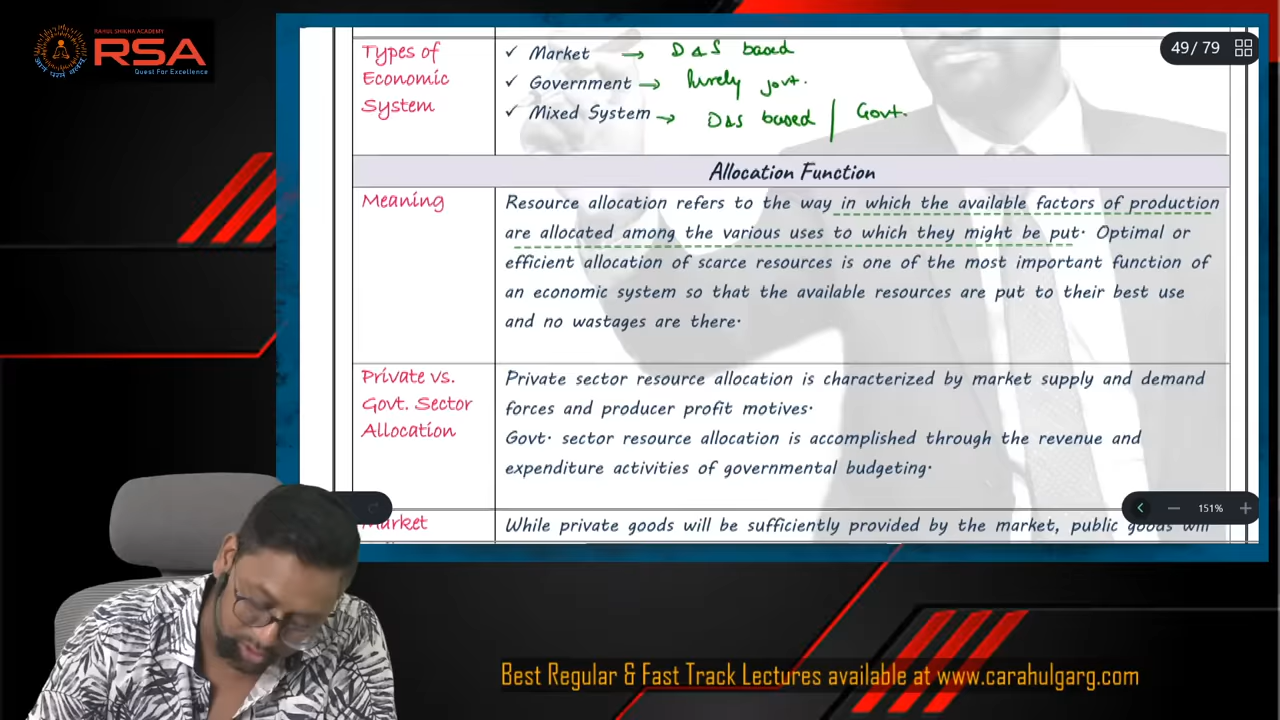 RAHUL SHIKHA ACADEMY
RSA
Quest For Excellence
49 / 79
Types of
Economic
System
✓ Market → D & S based
✓ Government → Purely govt.
✓ Mixed System → D&S based | Govt.
Allocation Function
Meaning
Resource allocation refers to the way in which the available factors of production
are allocated among the various uses to which they might be put. Optimal or
efficient allocation of scarce resources is one of the most important function of
an economic system so that the available resources are put to their best use
and no wastages are there.
Private vs.
Govt. Sector
Allocation
Private sector resource allocation is characterized by market supply and demand
forces and producer profit motives.
Govt. sector resource allocation is accomplished through the revenue and
expenditure activities of governmental budgeting.
151%
Market
While private goods will be sufficiently provided by the market, public goods will
Best Regular & Fast Track Lectures available at www.carahulgarg.com